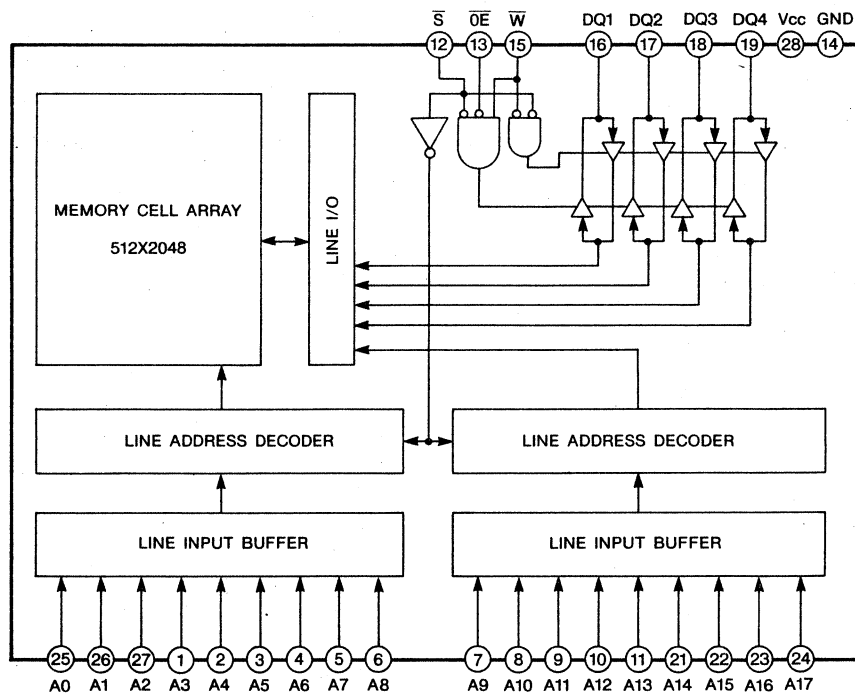 S OE W DQ1 DQ2 DQ3 DQ4 Vcc GND
12 13 15 16 17 18 19 28 14
MEMORY CELL ARRAY
512X2048
LINE I/O
LINE ADDRESS DECODER
LINE ADDRESS DECODER
LINE INPUT BUFFER
LINE INPUT BUFFER
25 26 27 1 2 3 4 5 6 7 8 9 10 11 21 22 23 24
A0 A1 A2 A3 A4 A5 A6 A7 A8 A9 A10 A11 A12 A13 A14 A15 A16 A17